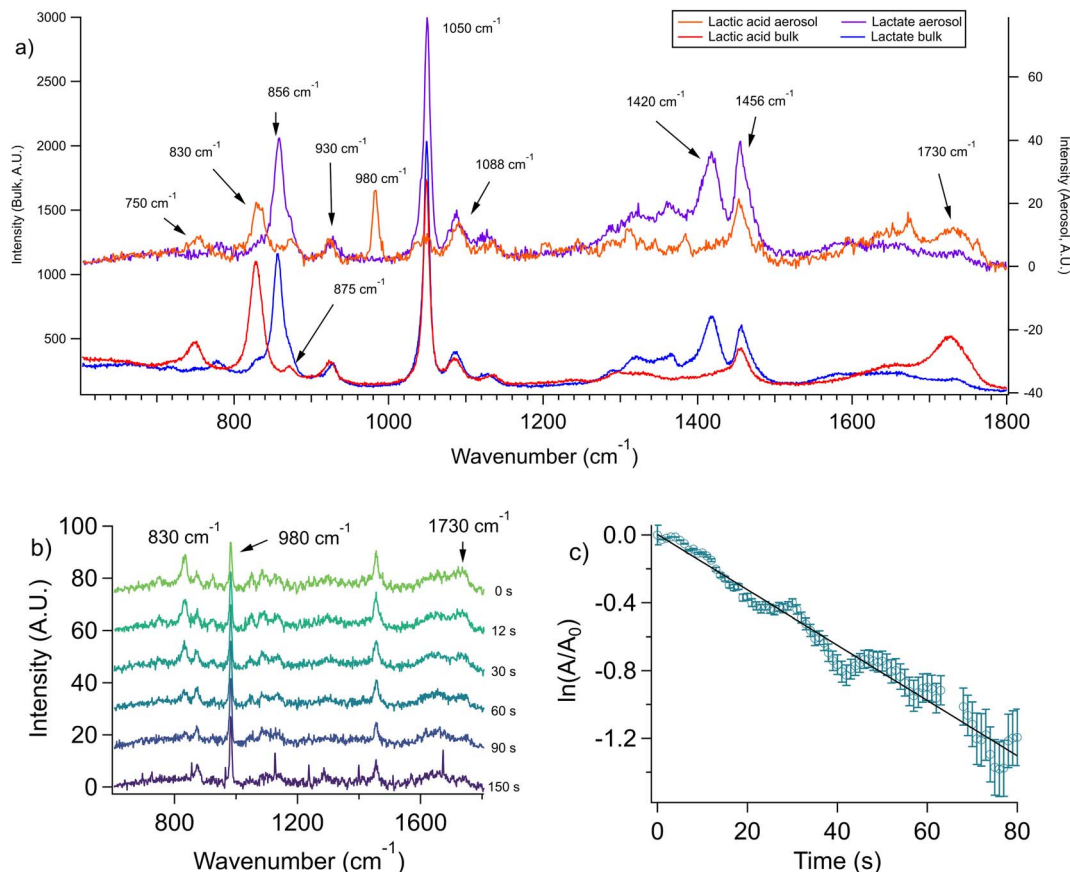 a)
Lactic acid aerosol
Lactate aerosol
Lactic acid bulk
Lactate bulk
3000
2500
2000
1500
1000
500
Intensity (Bulk, A.U.)
60
40
20
0
-20
-40
Intensity (Aerosol, A.U.)
750 cm⁻¹
830 cm⁻¹
856 cm⁻¹
875 cm⁻¹
930 cm⁻¹
980 cm⁻¹
1050 cm⁻¹
1088 cm⁻¹
1420 cm⁻¹
1456 cm⁻¹
1730 cm⁻¹
800
1000
1200
1400
1600
1800
Wavenumber (cm⁻¹)
b)
830 cm⁻¹
980 cm⁻¹
1730 cm⁻¹
100
80
60
40
20
0
Intensity (A.U.)
0 s
12 s
30 s
60 s
90 s
150 s
800
1200
1600
Wavenumber (cm⁻¹)
c)
0.0
-0.4
-0.8
-1.2
ln(A/A₀)
0
20
40
60
80
Time (s)